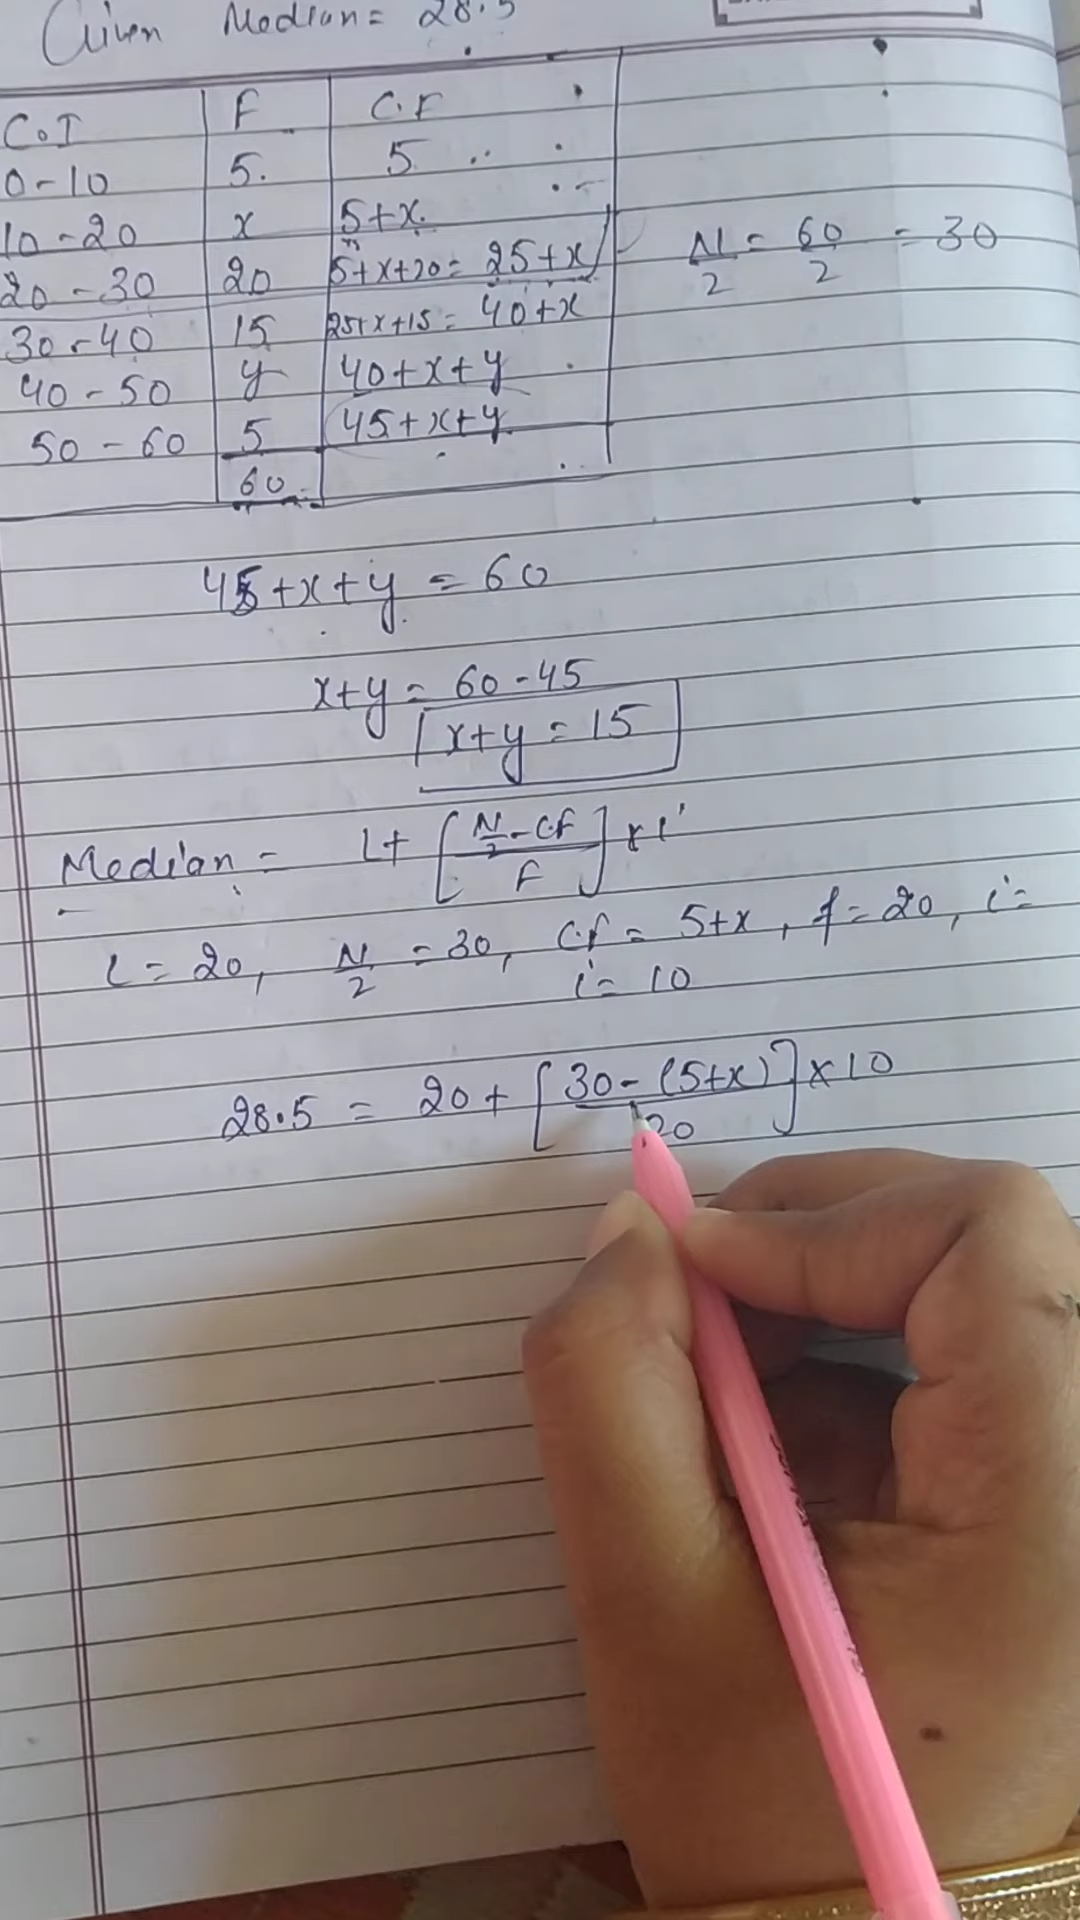 Given Median = 28.5
C.I F C.F
0-10 5. 5
10-20 x 5+x.
20-30 20 5+x+20= 25+x
N/2 = 60/2 = 30
30-40 15 25+x+15= 40+x
40-50 y 40+x+y
50-60 5 45+x+y
60
45+x+y = 60
x+y = 60-45
x+y = 15
Median = L+ [N/2-Cf / F] × i
L=20, N/2 =30, Cf= 5+x, f=20, i=
i= 10
28.5 = 20+ [30-(5+x) / 20] ×10